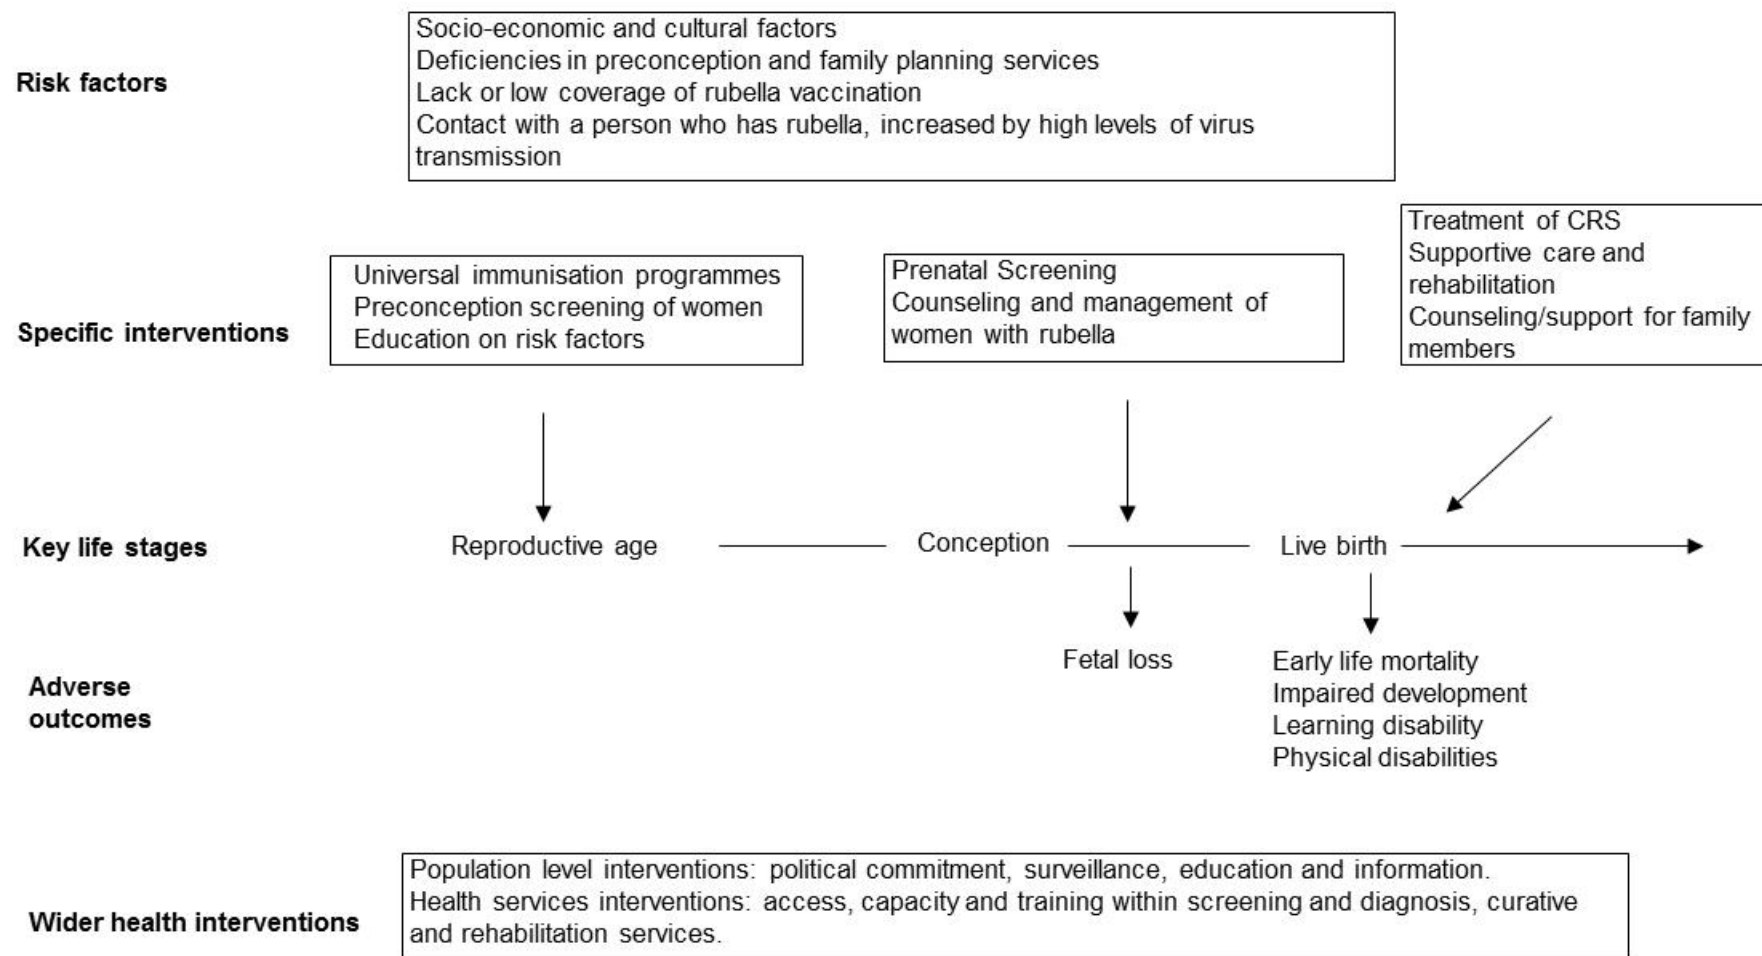 Risk factors
Socio-economic and cultural factors
Deficiencies in preconception and family planning services
Lack or low coverage of rubella vaccination
Contact with a person who has rubella, increased by high levels of virus
transmission
Specific interventions
Universal immunisation programmes
Preconception screening of women
Education on risk factors
Prenatal Screening
Counseling and management of
women with rubella
Treatment of CRS
Supportive care and
rehabilitation
Counseling/support for family
members
Key life stages
Reproductive age
Conception
Live birth
Adverse
outcomes
Fetal loss
Early life mortality
Impaired development
Learning disability
Physical disabilities
Wider health interventions
Population level interventions: political commitment, surveillance, education and information.
Health services interventions: access, capacity and training within screening and diagnosis, curative
and rehabilitation services.